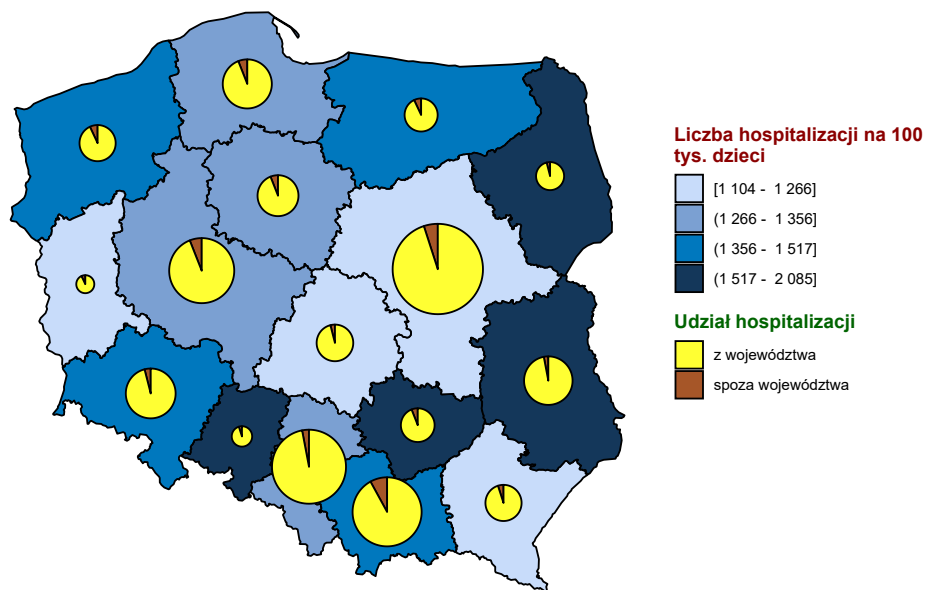 Liczba hospitalizacji na 100
tys. dzieci
[1 104 - 1 266]
(1 266 - 1 356]
(1 356 - 1 517]
(1 517 - 2 085]
Udział hospitalizacji
z województwa
spoza województwa